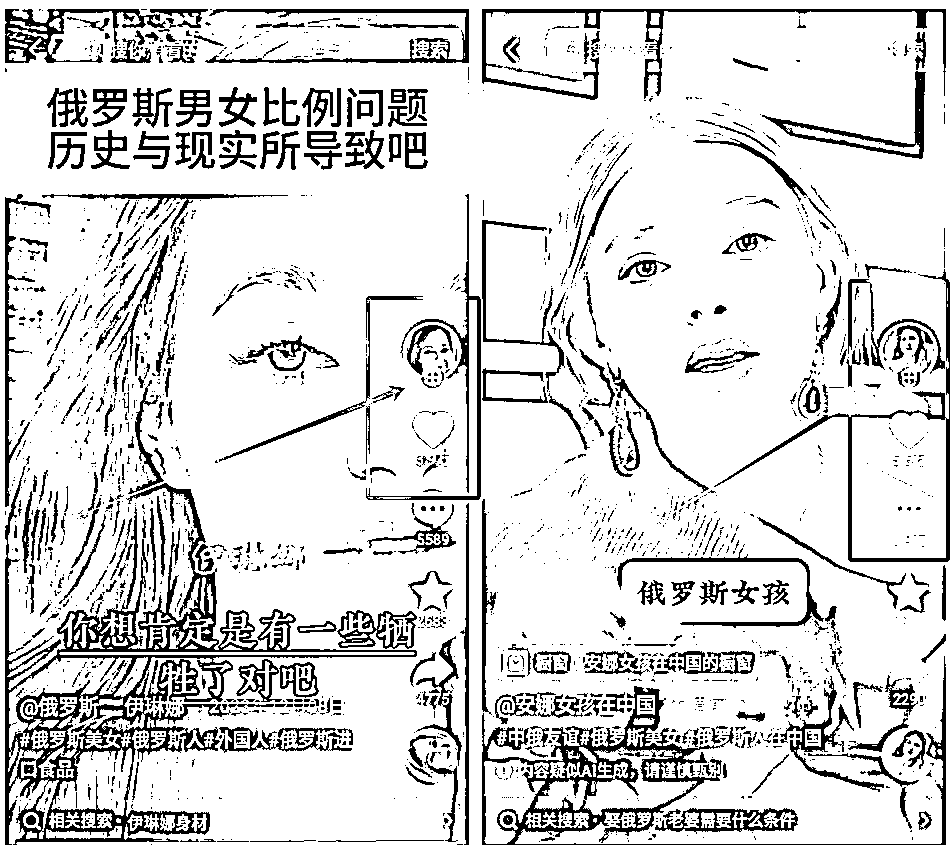 搜索
俄罗斯男女比例问题
历史与现实所导致吧
5589
你想肯定是有一些牺
牲了对吧
4775
@俄罗斯—伊琳娜
#俄罗斯美女#俄罗斯人#外国人#俄罗斯进
口食品
相关搜索·伊琳娜身材
俄罗斯女孩
橱窗 安娜女孩在中国的橱窗
@安娜女孩在中国
#中俄友谊#俄罗斯美女#俄罗斯人在中国
内容疑似AI生成，请谨慎甄别
相关搜索·娶俄罗斯老婆需要什么条件